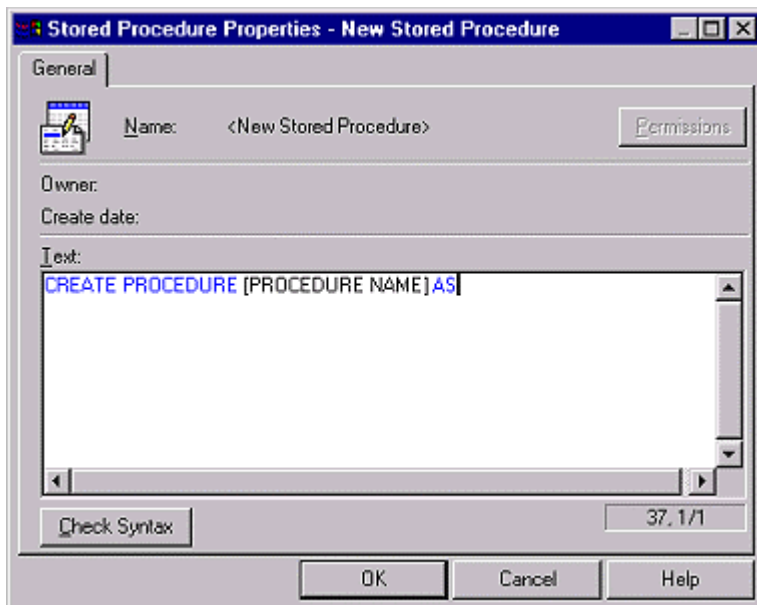 Stored Procedure Properties - New Stored Procedure
General
Name: <New Stored Procedure> Permissions
Owner:
Create date:
Text:
CREATE PROCEDURE [PROCEDURE NAME] AS
Check Syntax 37, 1/1
OK Cancel Help